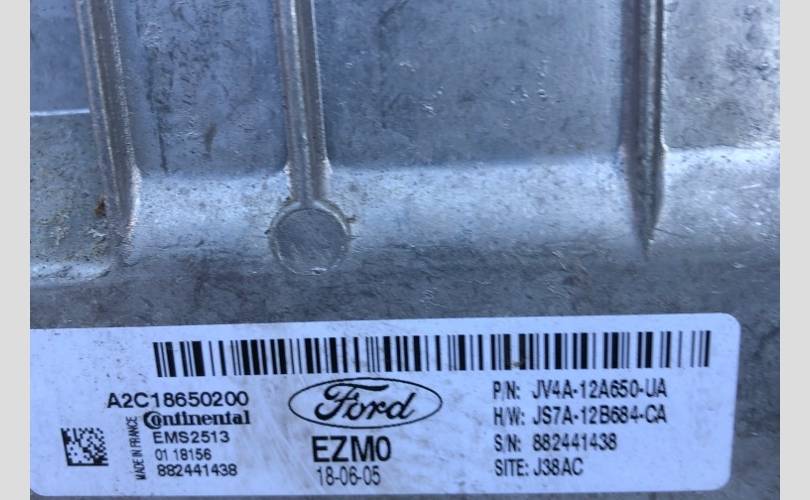 A2C18650200
Continental
EMS2513
01 18156
882441438
MADE IN FRANCE
Ford
EZM0
18-06-05
P/N: JV4A-12A650-UA
H/W: JS7A-12B684-CA
S/N: 882441438
SITE: J38AC